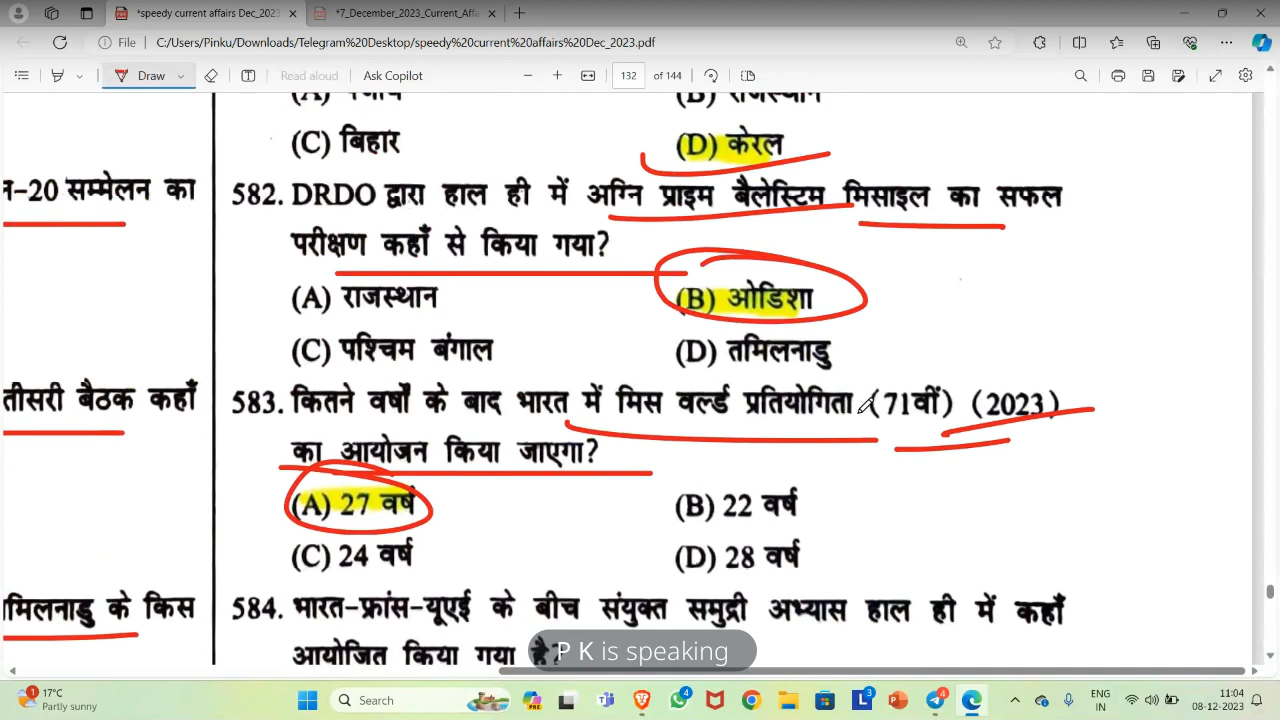 *speedy current affairs Dec_2023
*7_December_2023_Current_Affa
File
C:/Users/Pinku/Downloads/Telegram%20Desktop/speedy%20current%20affairs%20Dec_2023.pdf
Draw
Read aloud
Ask Copilot
132 of 144
(B) राजस्थान
(C) बिहार
(D) केरल
न-20 सम्मेलन का
582. DRDO द्वारा हाल ही में अग्नि प्राइम बैलेस्टिम मिसाइल का सफल
परीक्षण कहाँ से किया गया?
(A) राजस्थान
(B) ओडिशा
(C) पश्चिम बंगाल
(D) तमिलनाडु
तीसरी बैठक कहाँ
583. कितने वर्षों के बाद भारत में मिस वर्ल्ड प्रतियोगिता (71वीं) (2023)
का आयोजन किया जाएगा?
(A) 27 वर्ष
(B) 22 वर्ष
(C) 24 वर्ष
(D) 28 वर्ष
तमिलनाडु के किस
584. भारत-फ्रांस-यूएई के बीच संयुक्त समुद्री अभ्यास हाल ही में कहाँ
आयोजित किया गया है?
P K is speaking
17°C
Partly sunny
Search
ENG
IN
11:04
08-12-2023